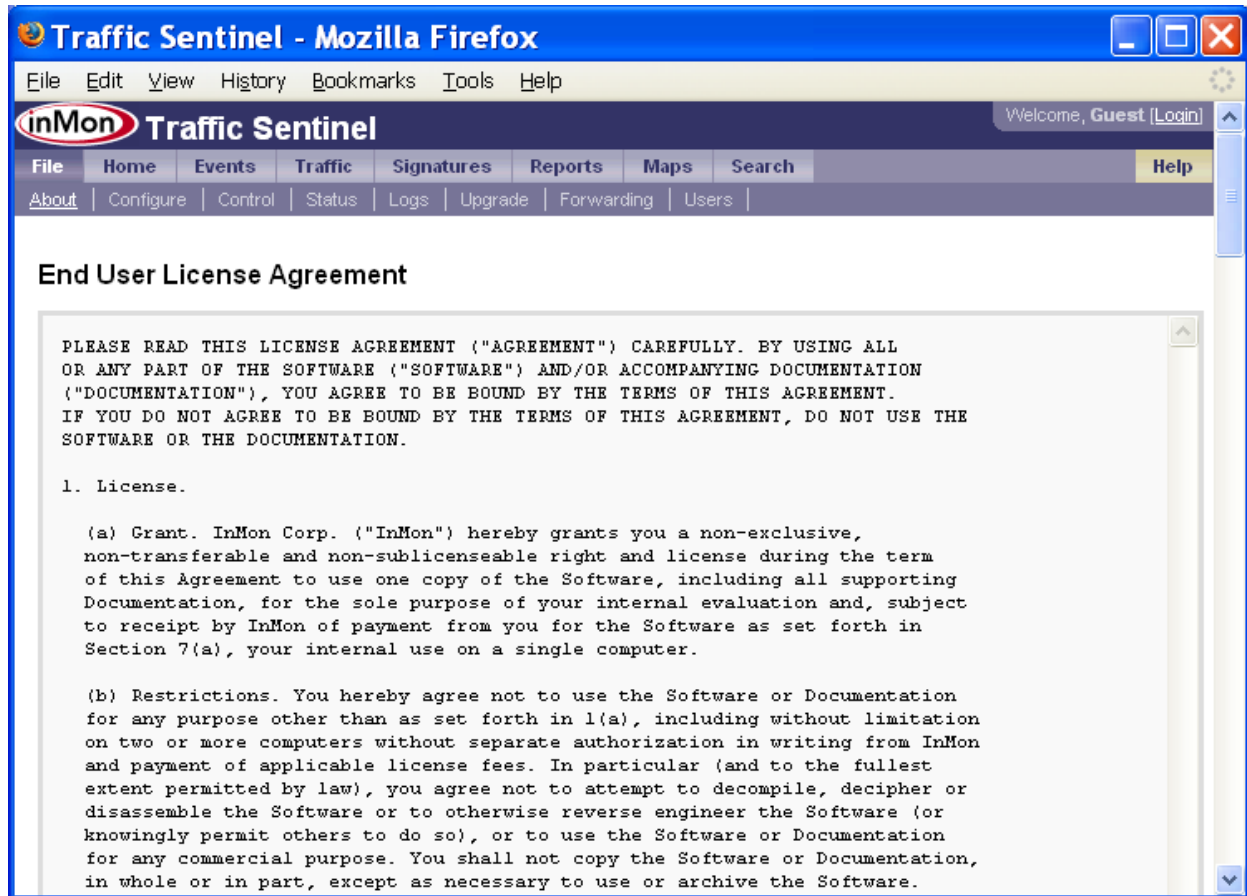 Traffic Sentinel - Mozilla Firefox
File Edit View History Bookmarks Tools Help
inMon Traffic Sentinel
Welcome, Guest [Login]
File Home Events Traffic Signatures Reports Maps Search Help
About | Configure | Control | Status | Logs | Upgrade | Forwarding | Users |
End User License Agreement
PLEASE READ THIS LICENSE AGREEMENT ("AGREEMENT") CAREFULLY. BY USING ALL
OR ANY PART OF THE SOFTWARE ("SOFTWARE") AND/OR ACCOMPANYING DOCUMENTATION
("DOCUMENTATION"), YOU AGREE TO BE BOUND BY THE TERMS OF THIS AGREEMENT.
IF YOU DO NOT AGREE TO BE BOUND BY THE TERMS OF THIS AGREEMENT, DO NOT USE THE
SOFTWARE OR THE DOCUMENTATION.
1. License.
(a) Grant. InMon Corp. ("InMon") hereby grants you a non-exclusive,
non-transferable and non-sublicenseable right and license during the term
of this Agreement to use one copy of the Software, including all supporting
Documentation, for the sole purpose of your internal evaluation and, subject
to receipt by InMon of payment from you for the Software as set forth in
Section 7(a), your internal use on a single computer.
(b) Restrictions. You hereby agree not to use the Software or Documentation
for any purpose other than as set forth in 1(a), including without limitation
on two or more computers without separate authorization in writing from InMon
and payment of applicable license fees. In particular (and to the fullest
extent permitted by law), you agree not to attempt to decompile, decipher or
disassemble the Software or to otherwise reverse engineer the Software (or
knowingly permit others to do so), or to use the Software or Documentation
for any commercial purpose. You shall not copy the Software or Documentation,
in whole or in part, except as necessary to use or archive the Software.